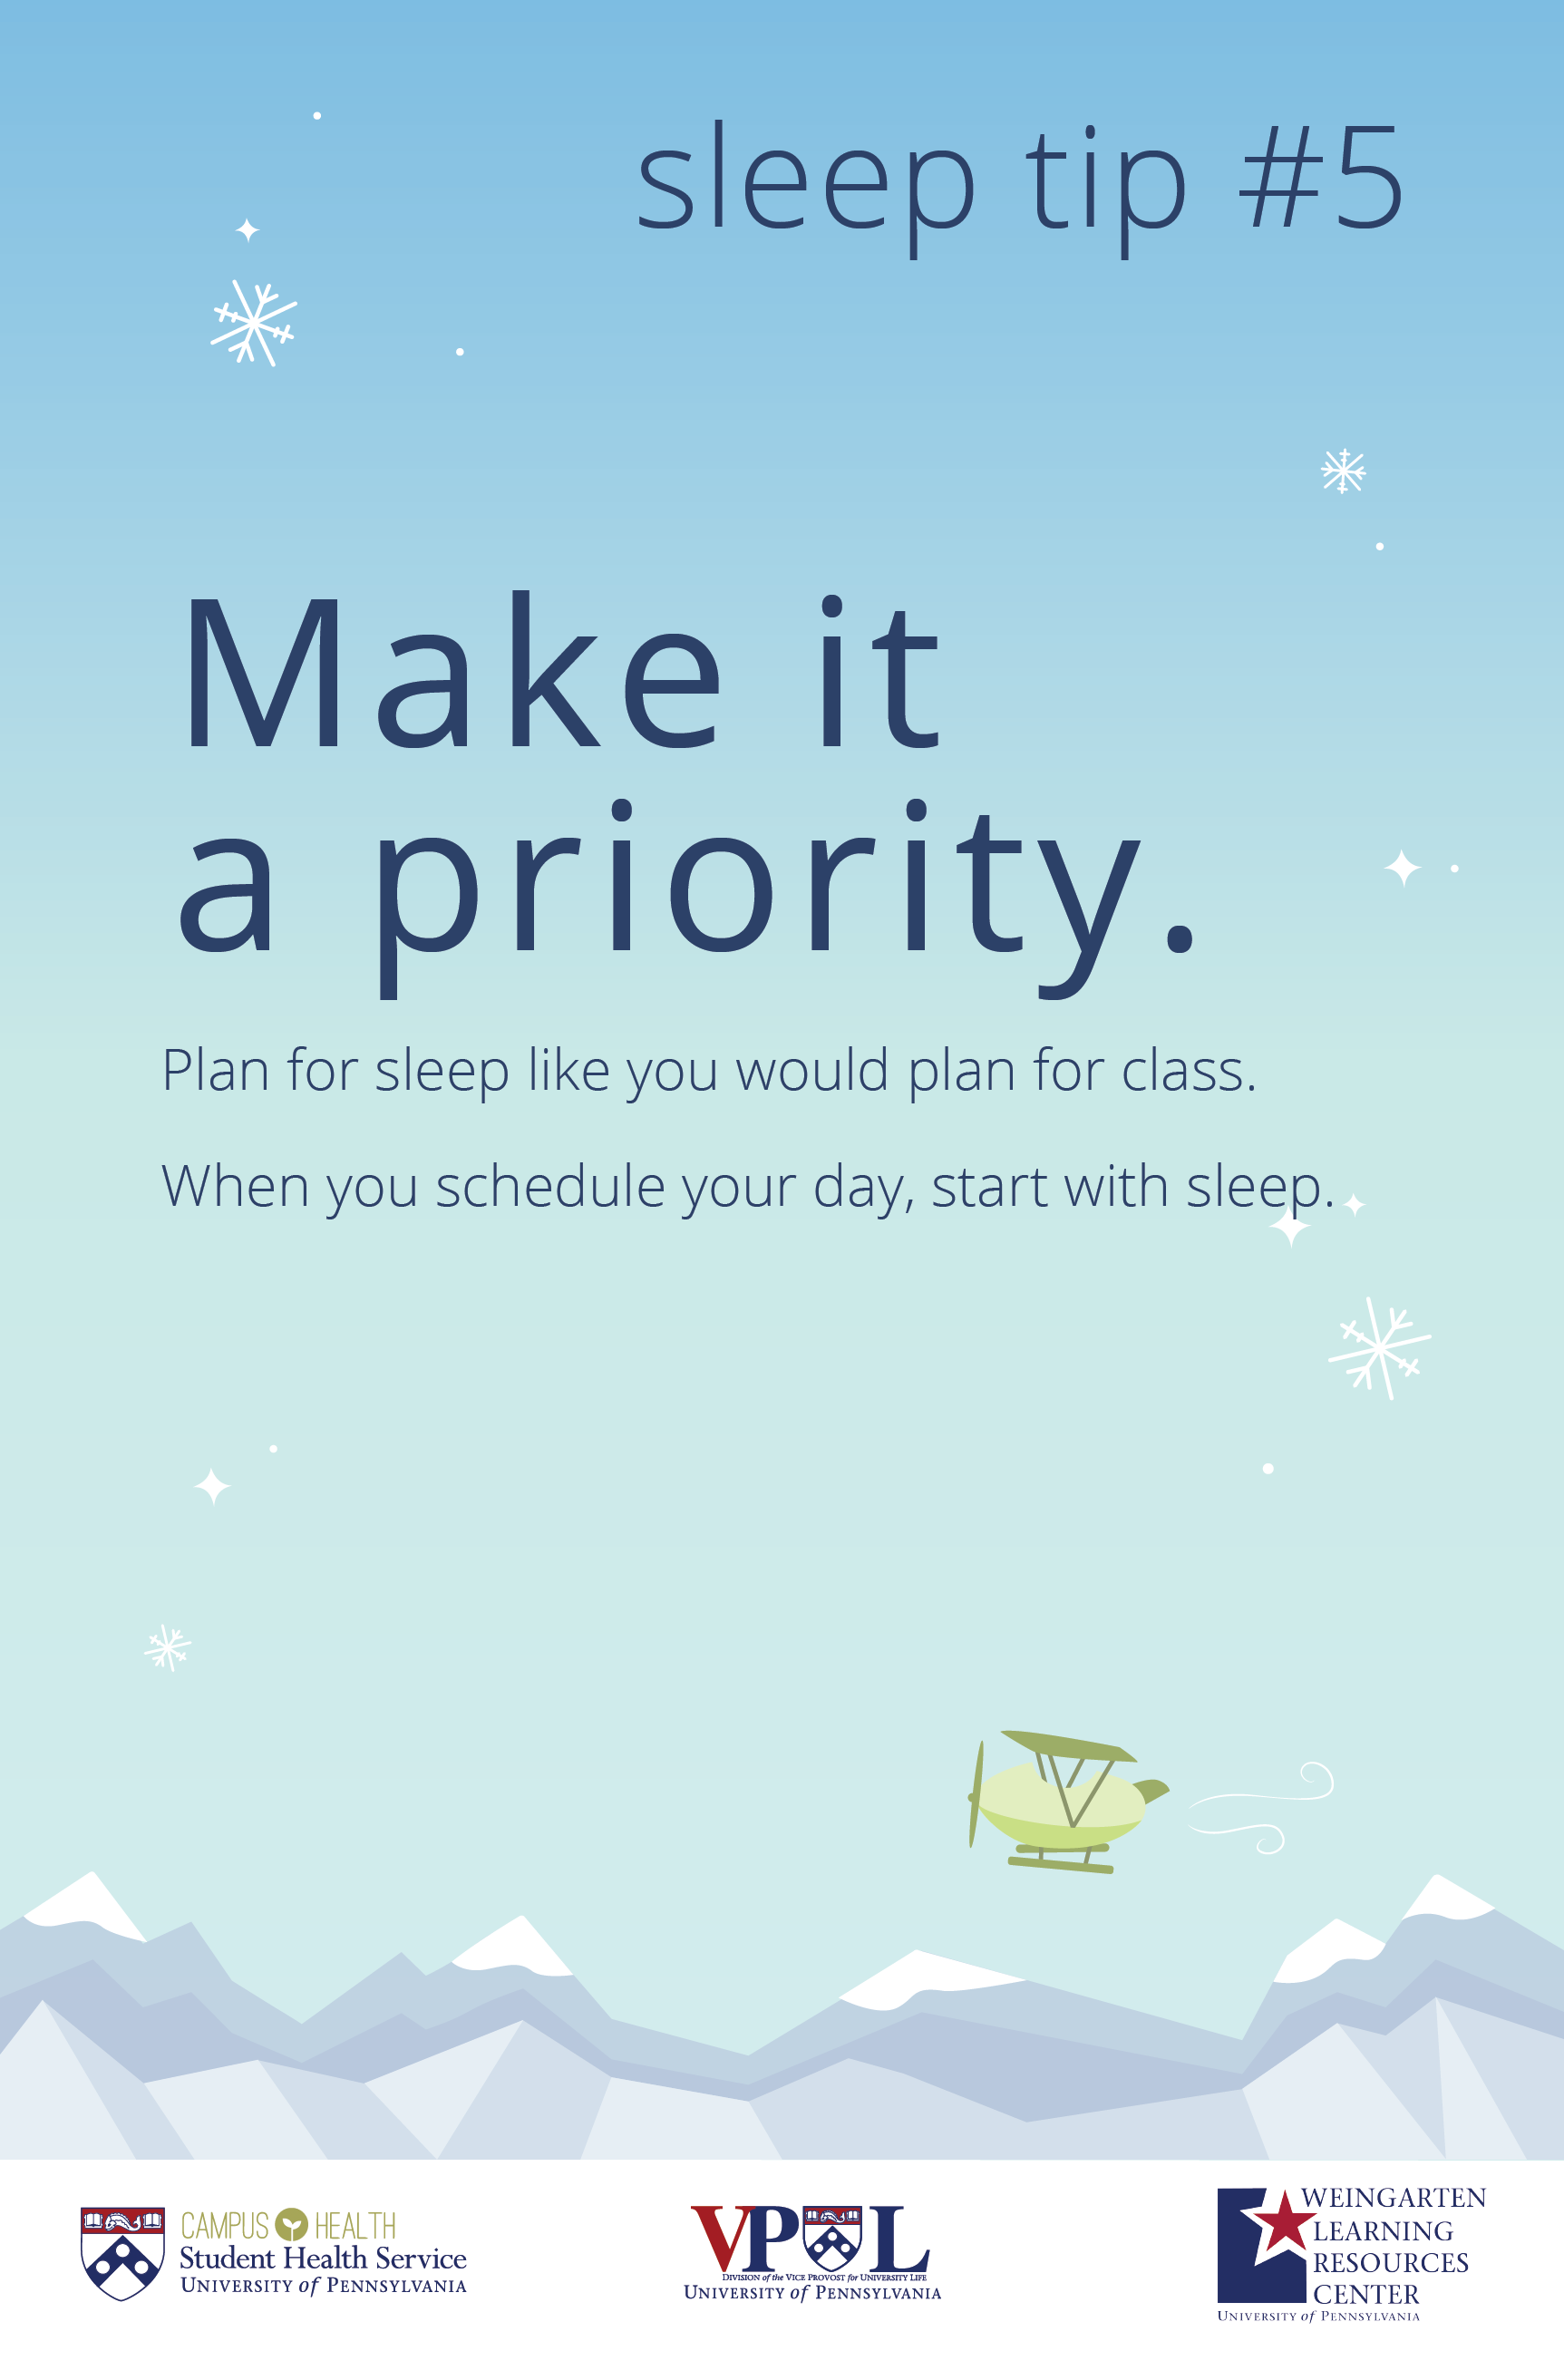 sleep tip #5
Make it
a priority.
Plan for sleep like you would plan for class.
When you schedule your day, start with sleep.
CAMPUS HEALTH
Student Health Service
UNIVERSITY of PENNSYLVANIA
VPUL
DIVISION of the VICE PROVOST for UNIVERSITY LIFE
UNIVERSITY of PENNSYLVANIA
WEINGARTEN
LEARNING
RESOURCES
CENTER
UNIVERSITY of PENNSYLVANIA